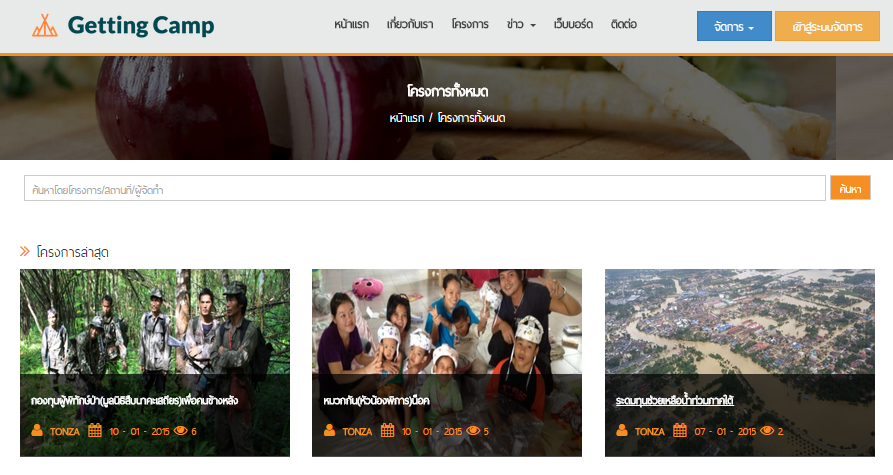 Getting Camp
หน้าแรก เกี่ยวกับเรา โครงการ ข่าว เว็บบอร์ด ติดต่อ
จัดการ เข้าสู่ระบบจัดการ
โครงการทั้งหมด
หน้าแรก / โครงการทั้งหมด
ค้นหาโดยโครงการ/สถานที่/ผู้จัดทำ ค้นหา
โครงการล่าสุด
กองทุนผู้พิทักษ์ป่า(มูลนิธิสืบนาคะเสถียร)เพื่อคนข้างหลัง
TONZA 10 - 01 - 2015 6
หมวกกัน(หัวน้องพิการ)น็อค
TONZA 10 - 01 - 2015 5
ระดมทุนช่วยเหลือน้ำท่วมภาคใต้
TONZA 07 - 01 - 2015 2